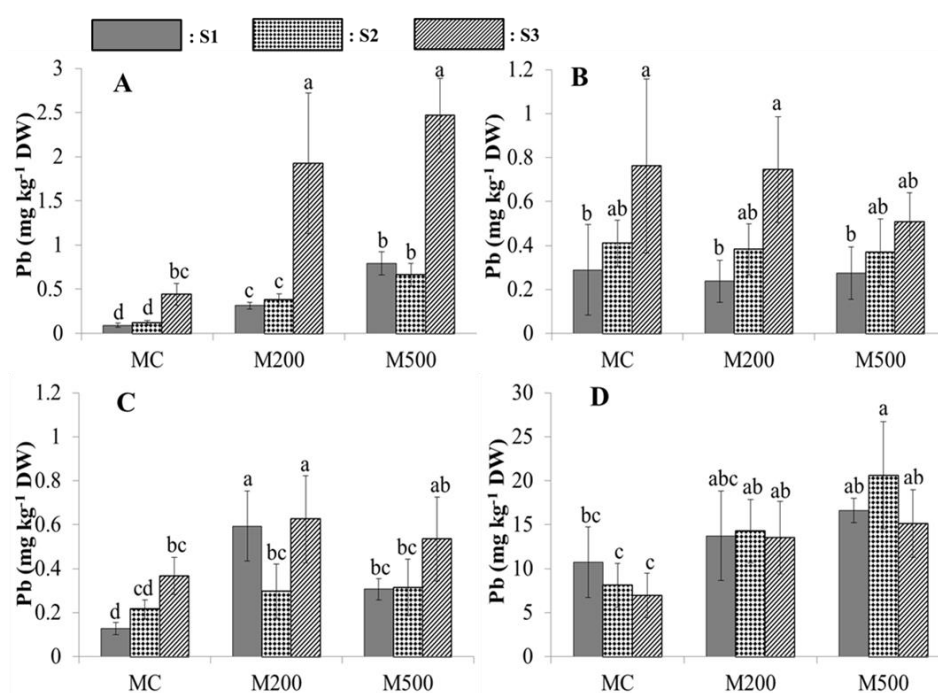 : S1 : S2 : S3
A
Pb (mg kg⁻¹ DW)
3
2.5
2
1.5
1
0.5
0
d d bc
c c a
b b a
MC M200 M500
B
Pb (mg kg⁻¹ DW)
1.2
1
0.8
0.6
0.4
0.2
0
b ab a
b ab a
b ab ab
MC M200 M500
C
Pb (mg kg⁻¹ DW)
1.2
1
0.8
0.6
0.4
0.2
0
d cd bc
a bc a
bc bc ab
MC M200 M500
D
Pb (mg kg⁻¹ DW)
30
25
20
15
10
5
0
bc c c
abc ab ab
ab a ab
MC M200 M500